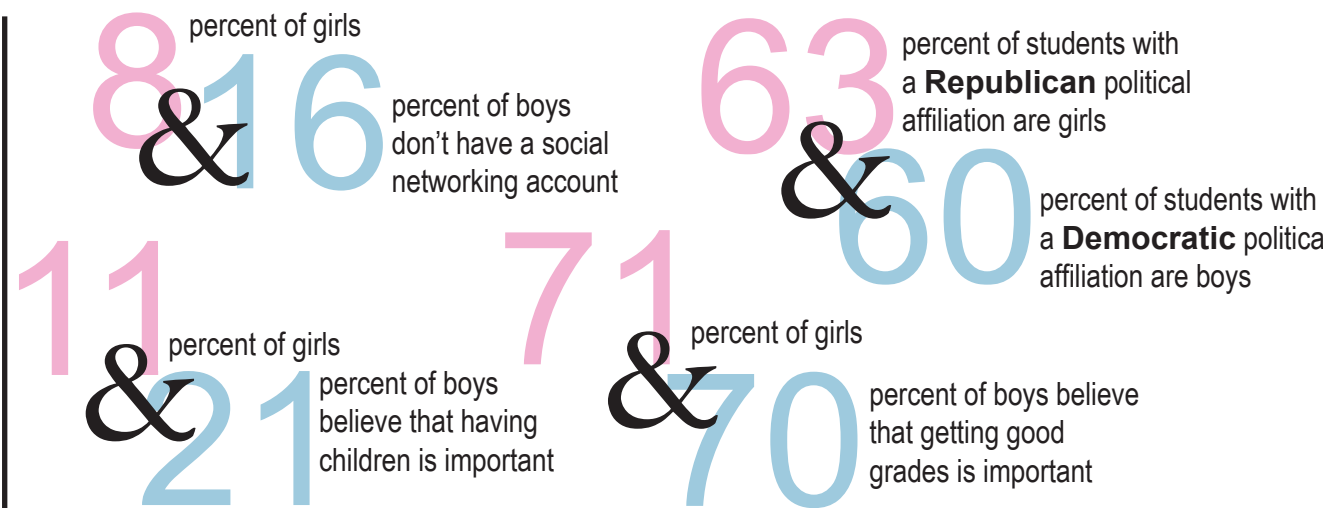 8
percent of girls
&
16
percent of boys
don’t have a social
networking account
63
percent of students with
a Republican political
affiliation are girls
&
60
percent of students with
a Democratic politica
affiliation are boys
11
percent of girls
&
21
percent of boys
believe that having
children is important
71
percent of girls
&
70
percent of boys believe
that getting good
grades is important